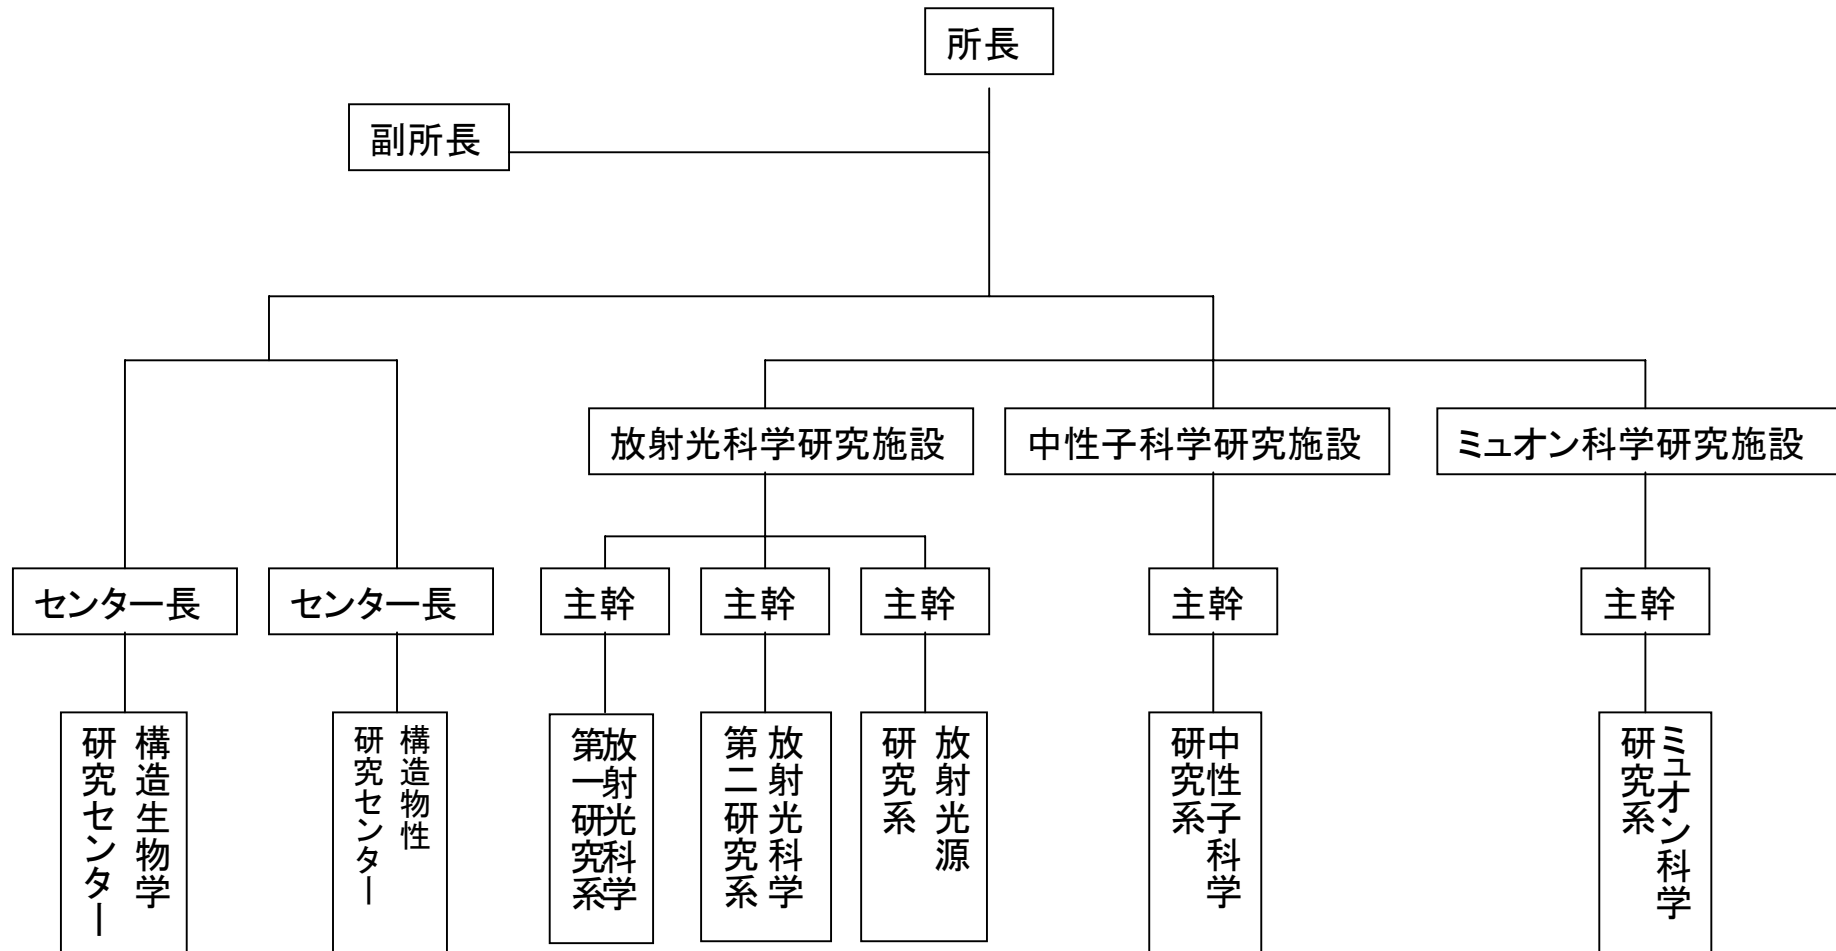 所長
副所長
放射光科学研究施設
中性子科学研究施設
ミュオン科学研究施設
センター長
センター長
主幹
主幹
主幹
主幹
主幹
構造生物学
研究センター
構造物性
研究センター
放射光科学
第一研究系
放射光科学
第二研究系
放射光源
研究系
中性子科学
研究系
ミュオン科学
研究系